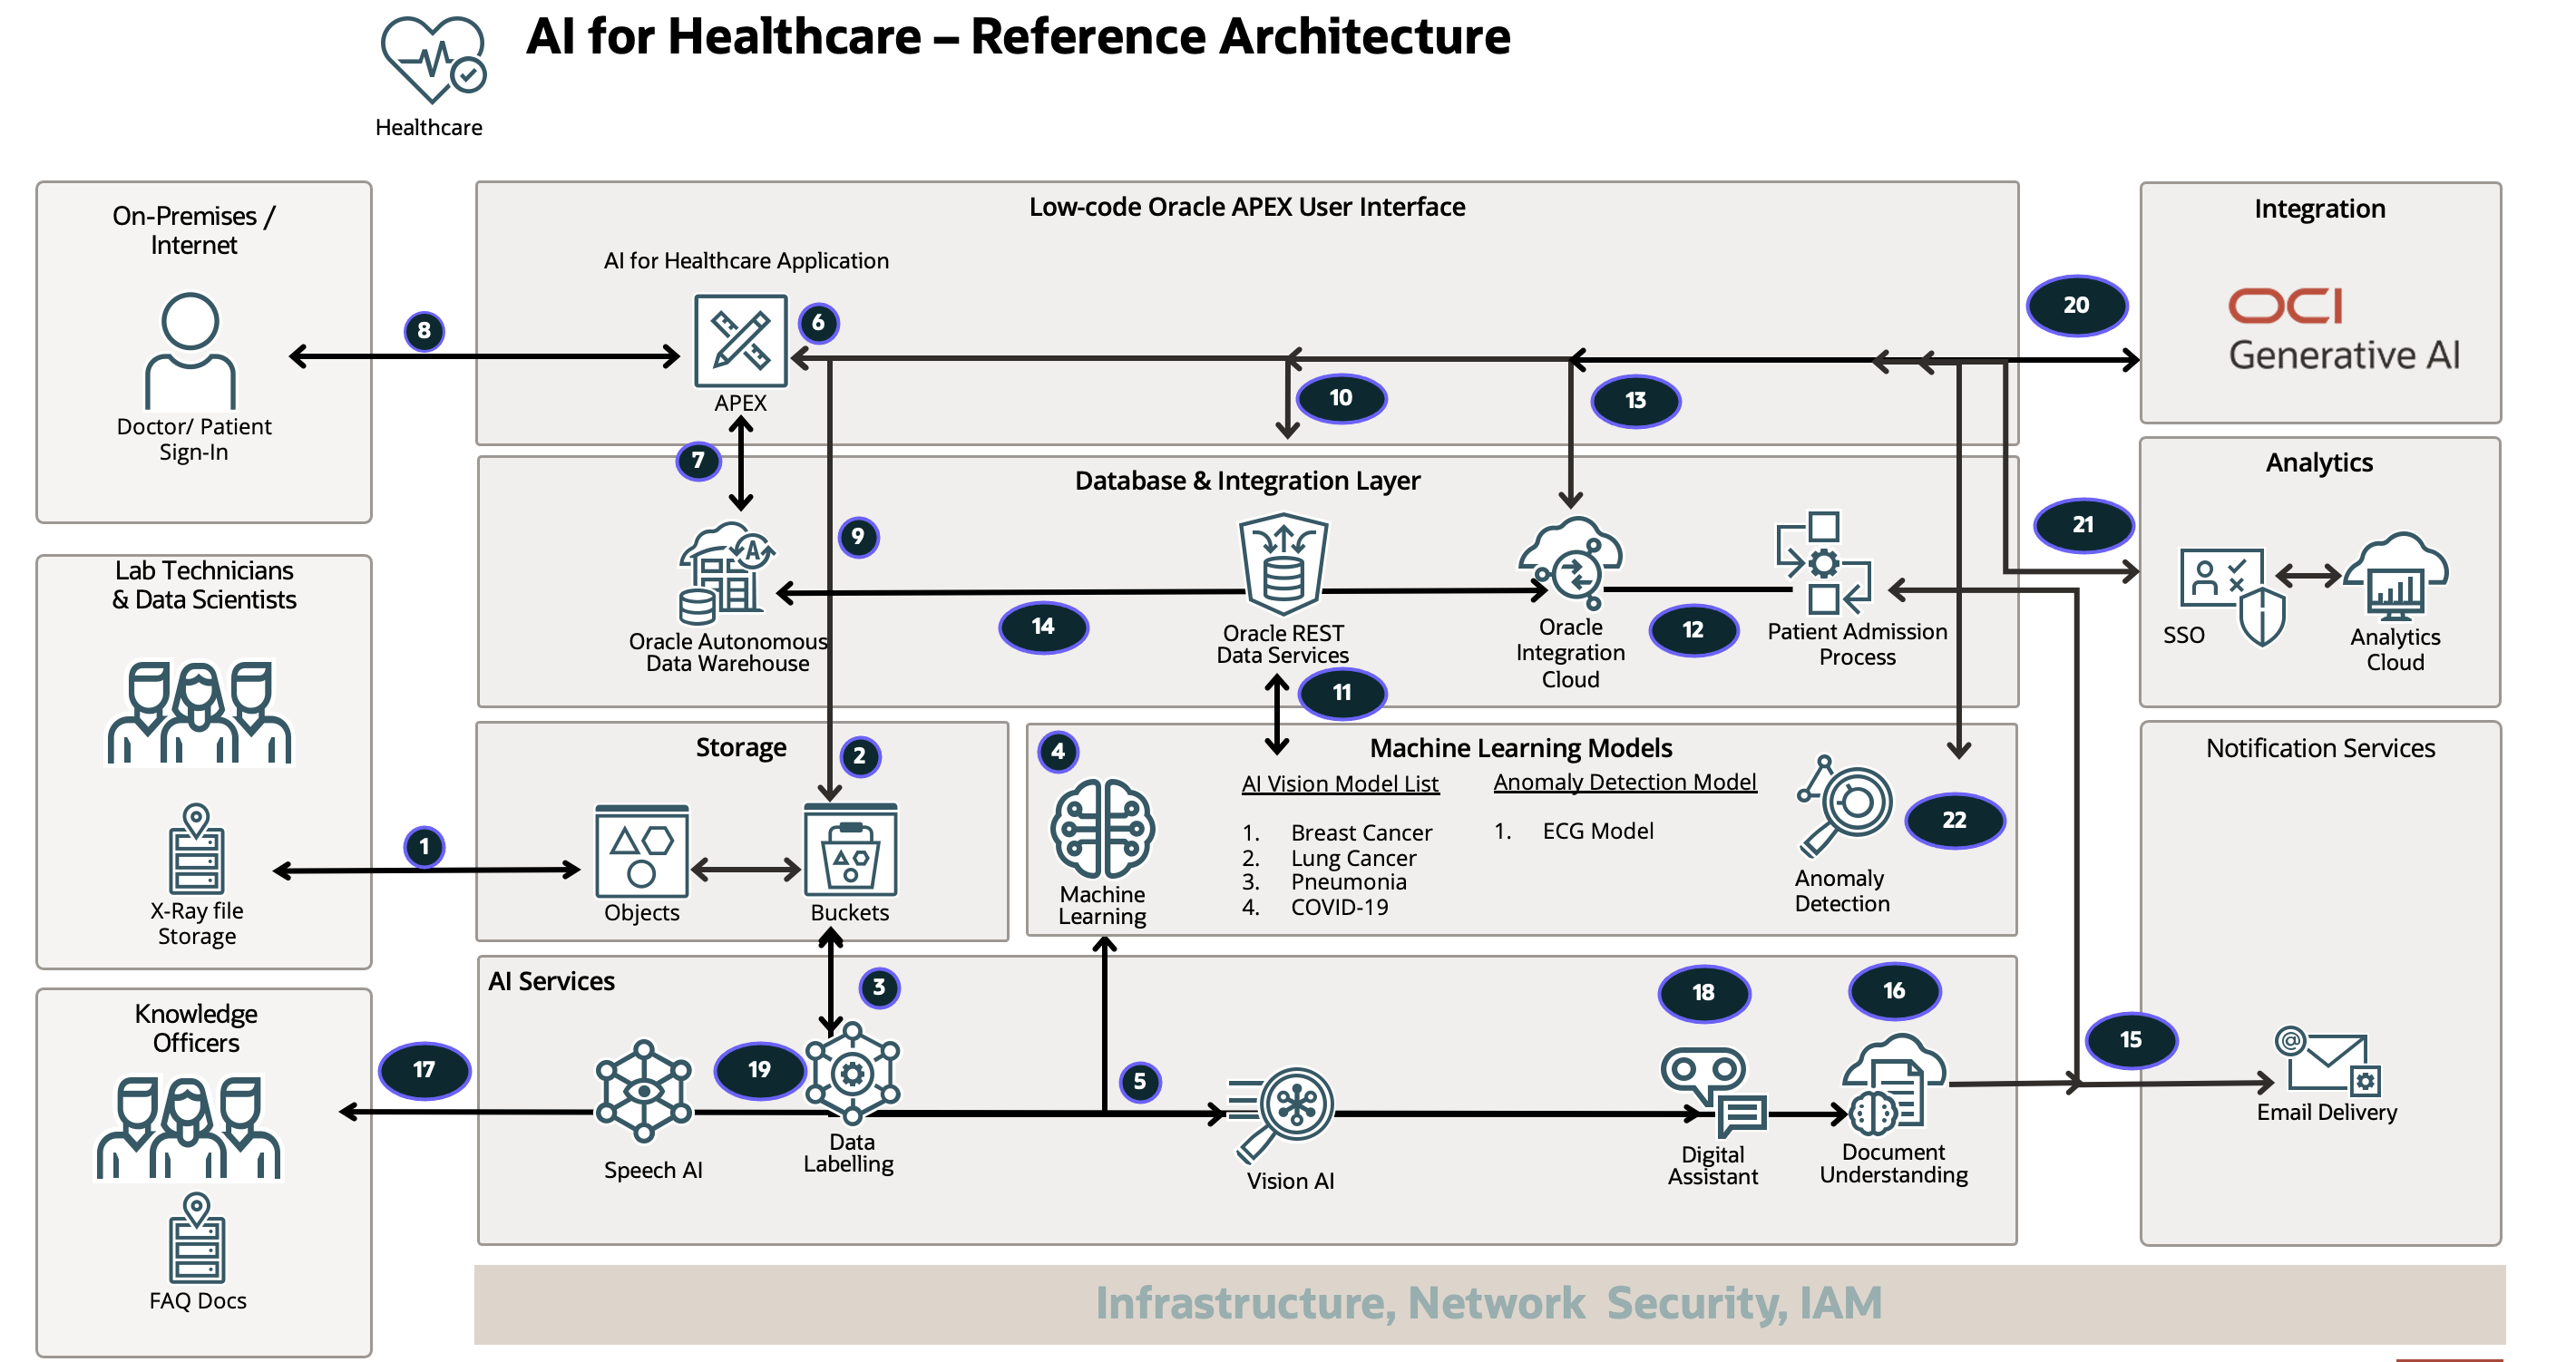 AI for Healthcare – Reference Architecture
Healthcare
On-Premises /
Internet
Doctor/ Patient
Sign-In
8
Low-code Oracle APEX User Interface
AI for Healthcare Application
6
APEX
10
13
20
Integration
OCI
Generative AI
7
Database & Integration Layer
9
Oracle Autonomous
Data Warehouse
14
Oracle REST
Data Services
11
Oracle
Integration
Cloud
12
Patient Admission
Process
21
Analytics
SSO
Analytics
Cloud
Lab Technicians
& Data Scientists
X-Ray file
Storage
1
Storage
2
Objects
Buckets
4
Machine Learning Models
Machine
Learning
AI Vision Model List
1. Breast Cancer
2. Lung Cancer
3. Pneumonia
4. COVID-19
Anomaly Detection Model
1. ECG Model
Anomaly
Detection
22
Notification Services
15
Email Delivery
Knowledge
Officers
FAQ Docs
17
AI Services
3
Speech AI
19
Data
Labelling
5
Vision AI
18
Digital
Assistant
16
Document
Understanding
Infrastructure, Network Security, IAM